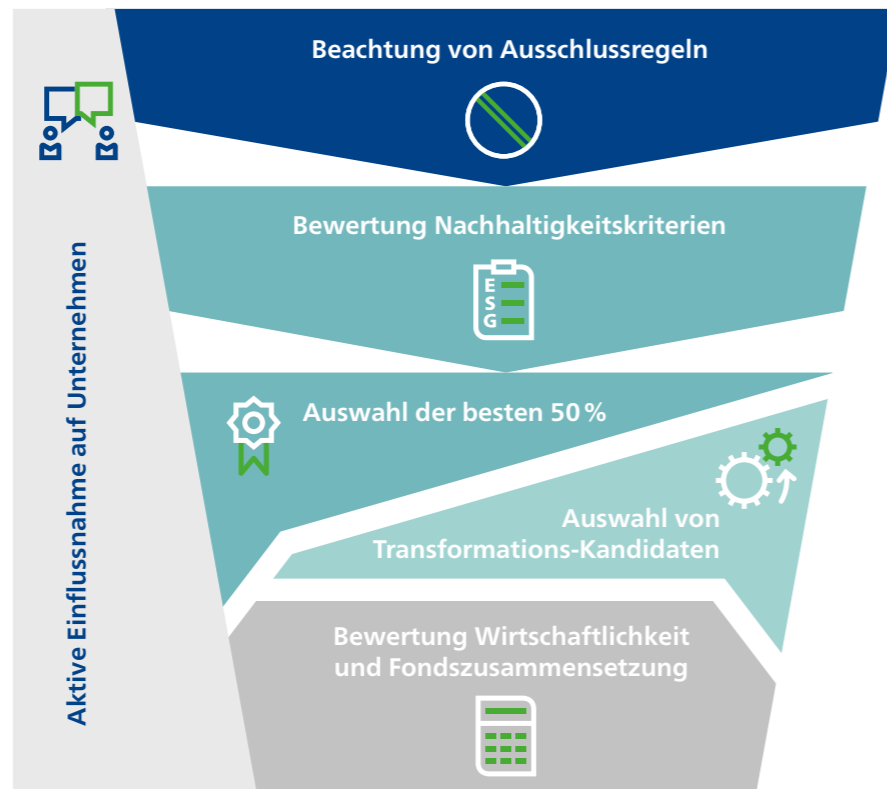 Beachtung von Ausschlussregeln
Bewertung Nachhaltigkeitskriterien
E
S
G
Auswahl der besten 50 %
Auswahl von
Transformations-Kandidaten
Bewertung Wirtschaftlichkeit
und Fondszusammensetzung
Aktive Einflussnahme auf Unternehmen